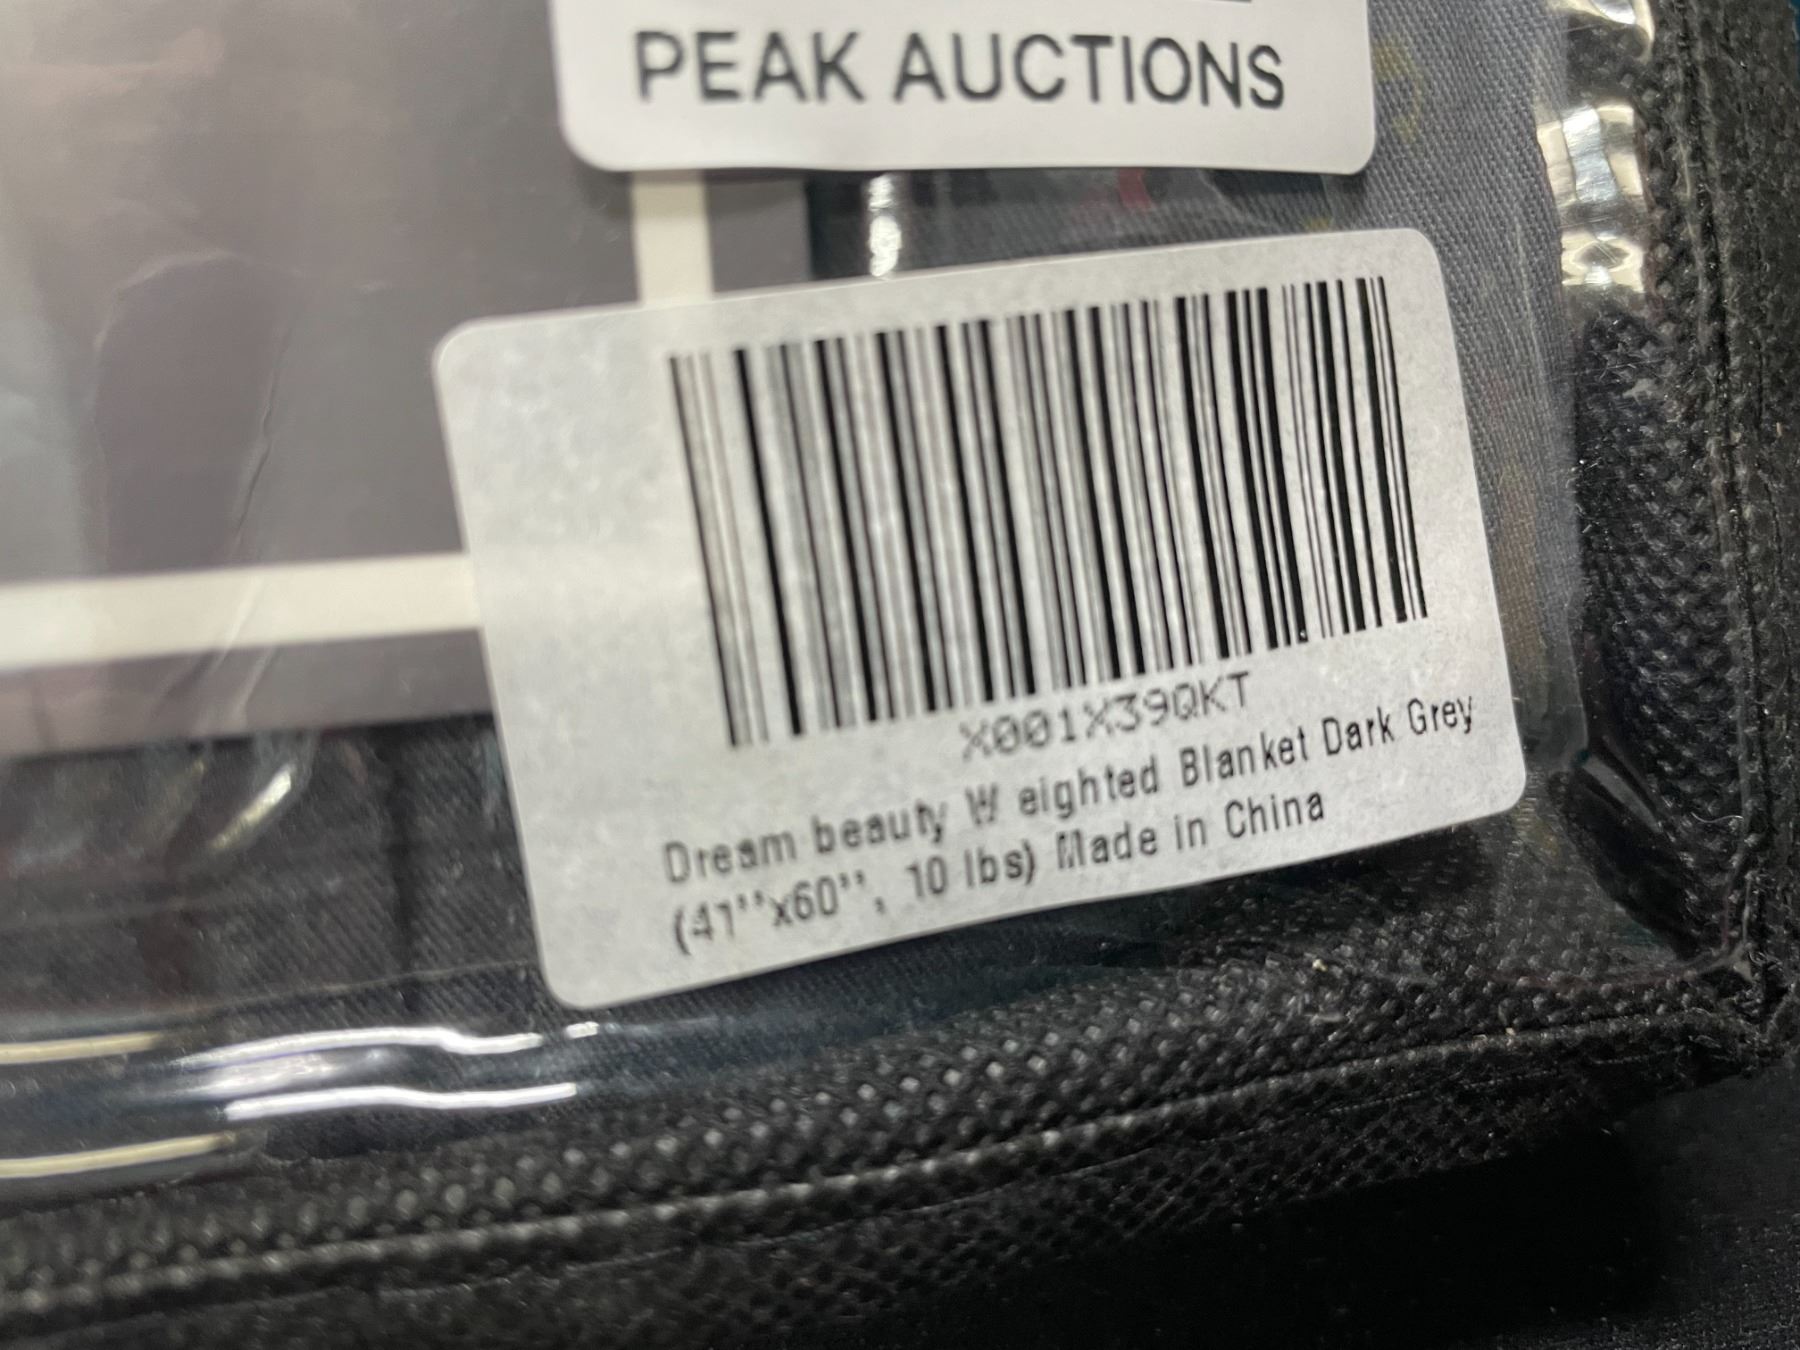 PEAK AUCTIONS
X001X39QKT
Dream beauty W eighted Blanket Dark Grey
(41''x60'', 10 lbs) Made in China